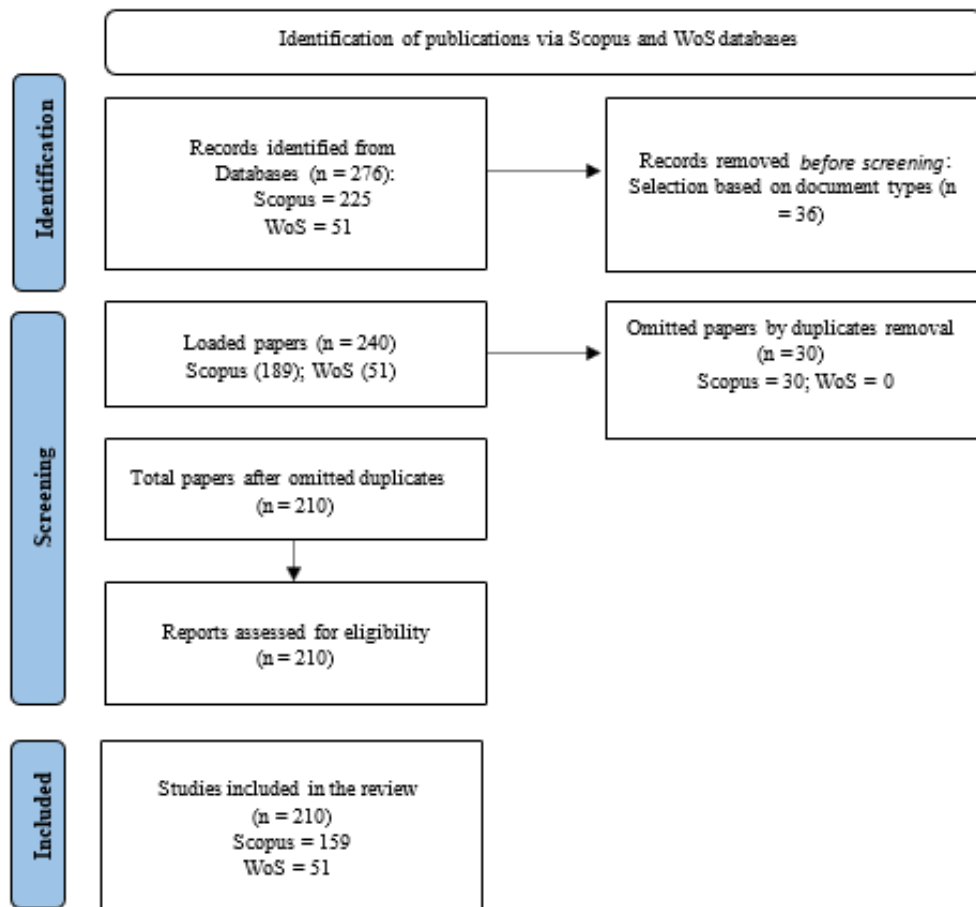 Identification of publications via Scopus and WoS databases
Identification
Records identified from
Databases (n = 276):
Scopus = 225
WoS = 51
Records removed before screening:
Selection based on document types (n
= 36)
Screening
Loaded papers (n = 240)
Scopus (189); WoS (51)
Omitted papers by duplicates removal
(n = 30)
Scopus = 30; WoS = 0
Total papers after omitted duplicates
(n = 210)
Reports assessed for eligibility
(n = 210)
Included
Studies included in the review
(n = 210)
Scopus = 159
WoS = 51